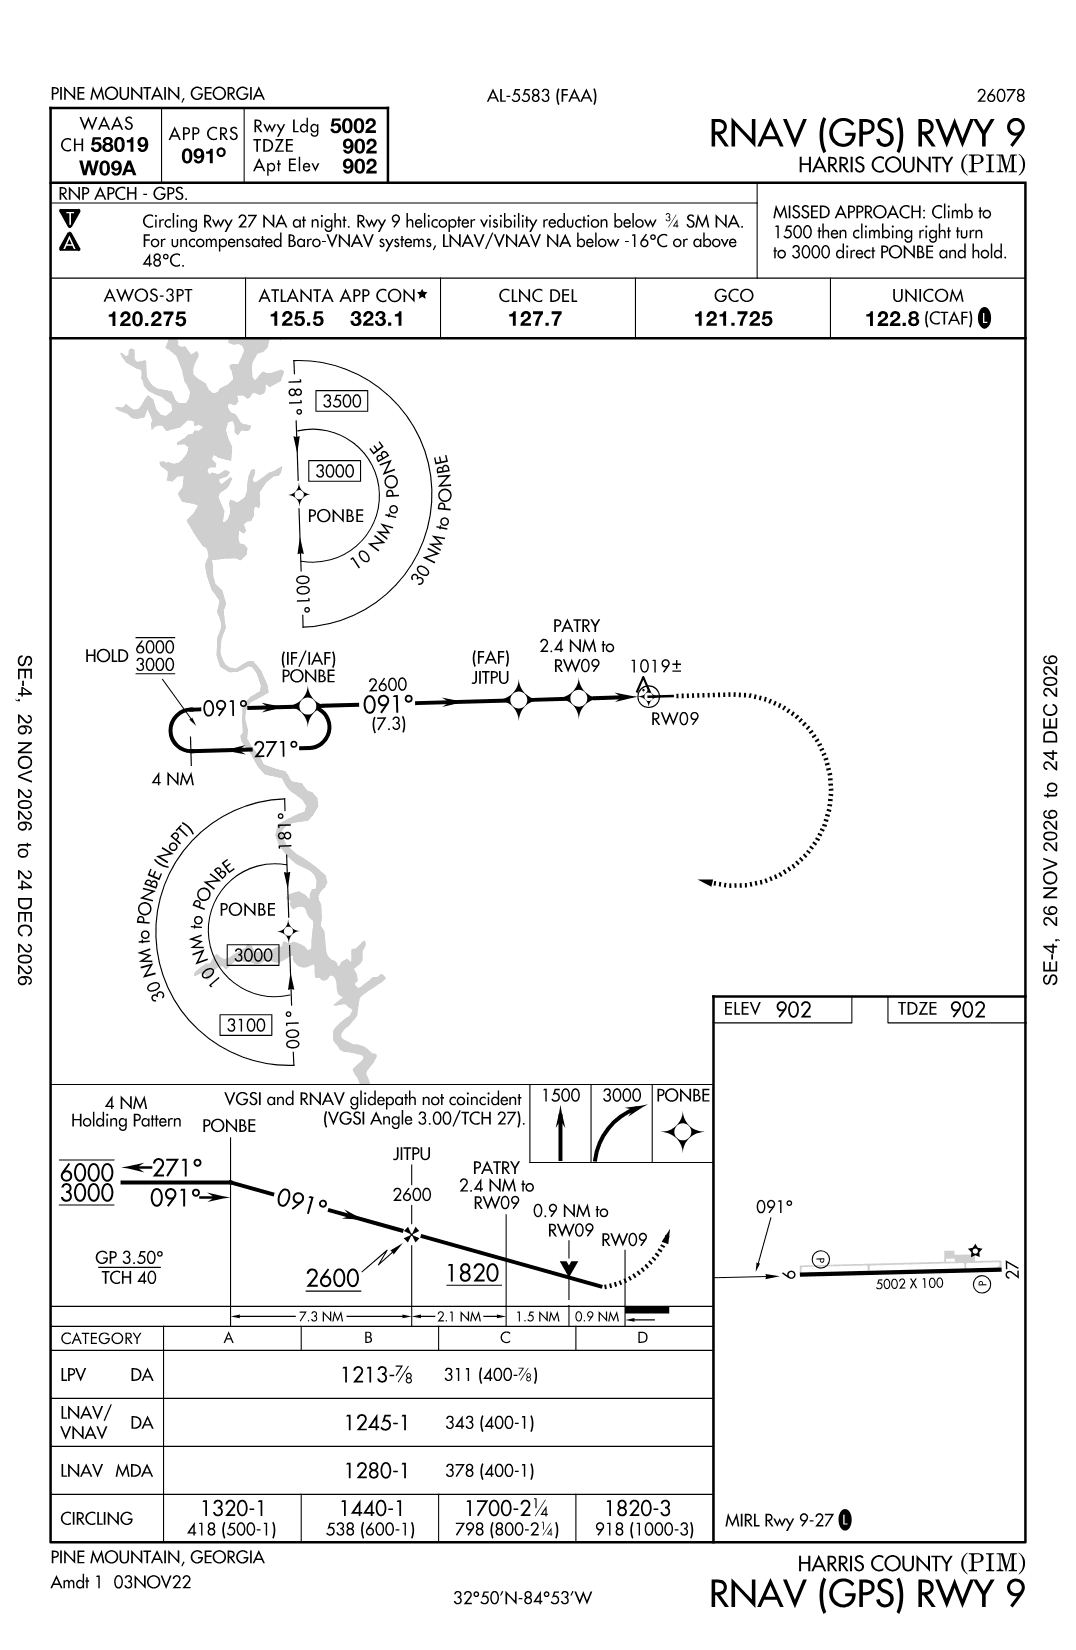 PINE MOUNTAIN, GEORGIA
AL-5583 (FAA)
26078
WAAS
CH 58019
W09A
APP CRS
091°
Rwy Ldg 5002
TDZE 902
Apt Elev 902
RNAV (GPS) RWY 9
HARRIS COUNTY (PIM)
RNP APCH - GPS.
T
A
Circling Rwy 27 NA at night. Rwy 9 helicopter visibility reduction below ¾ SM NA.
For uncompensated Baro-VNAV systems, LNAV/VNAV NA below -16°C or above
48°C.
MISSED APPROACH: Climb to
1500 then climbing right turn
to 3000 direct PONBE and hold.
AWOS-3PT
120.275
ATLANTA APP CON★
125.5 323.1
CLNC DEL
127.7
GCO
121.725
UNICOM
122.8 (CTAF) L
181°
3500
3000
PONBE
10 NM to PONBE
30 NM to PONBE
001°
HOLD 6000
3000
(IF/IAF)
PONBE
091°
271°
4 NM
2600
091°
(7.3)
(FAF)
JITPU
PATRY
2.4 NM to
RW09
1019±
RW09
30 NM to PONBE (NoPT)
10 NM to PONBE
181°
PONBE
3000
3100
001°
SE-4, 26 NOV 2026 to 24 DEC 2026
SE-4, 26 NOV 2026 to 24 DEC 2026
ELEV 902
TDZE 902
091°
9
P
5002 X 100
P
27
MIRL Rwy 9-27 L
4 NM
Holding Pattern
PONBE
VGSI and RNAV glidepath not coincident
(VGSI Angle 3.00/TCH 27).
1500
3000
PONBE
6000
3000
271°
091°
091°
JITPU
2600
PATRY
2.4 NM to
RW09
0.9 NM to
RW09
RW09
GP 3.50°
TCH 40
2600
1820
7.3 NM
2.1 NM
1.5 NM
0.9 NM
CATEGORY A B C D
LPV DA 1213-⅞ 311 (400-⅞)
LNAV/
VNAV DA 1245-1 343 (400-1)
LNAV MDA 1280-1 378 (400-1)
CIRCLING 1320-1 1440-1 1700-2¼ 1820-3
418 (500-1) 538 (600-1) 798 (800-2¼) 918 (1000-3)
PINE MOUNTAIN, GEORGIA
Amdt 1 03NOV22
32°50'N-84°53'W
HARRIS COUNTY (PIM)
RNAV (GPS) RWY 9